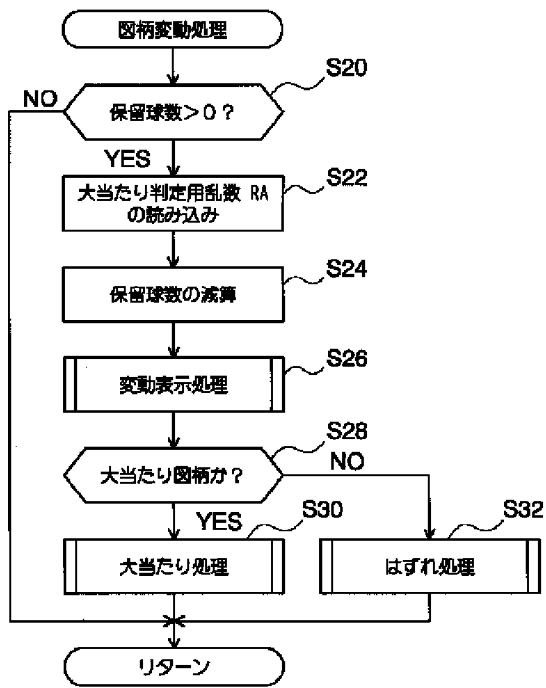 図柄変動処理
S20
NO
保留球数>0?
YES
S22
大当たり判定用乱数 RA
の読み込み
S24
保留球数の減算
S26
変動表示処理
S28
大当たり図柄か?
NO
YES
S30
S32
大当たり処理
はずれ処理
リターン